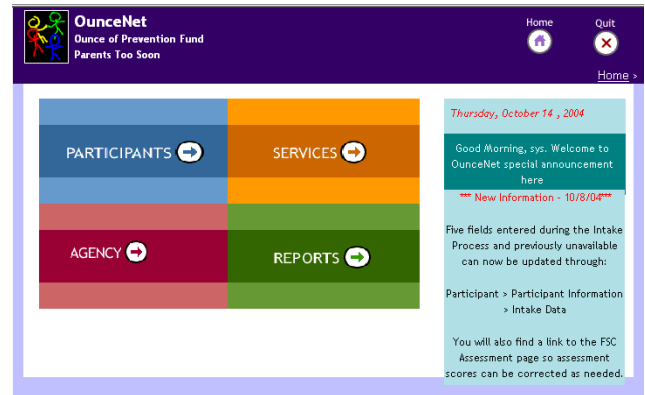 OunceNet
Ounce of Prevention Fund
Parents Too Soon
Home
Quit
Home >
PARTICIPANTS
SERVICES
AGENCY
REPORTS
Thursday, October 14 , 2004
Good Morning, sys. Welcome to
OunceNet special announcement
here
*** New Information - 10/8/04***
Five fields entered during the Intake
Process and previously unavailable
can now be updated through:
Participant > Participant Information
> Intake Data
You will also find a link to the FSC
Assessment page so assessment
scores can be corrected as needed.